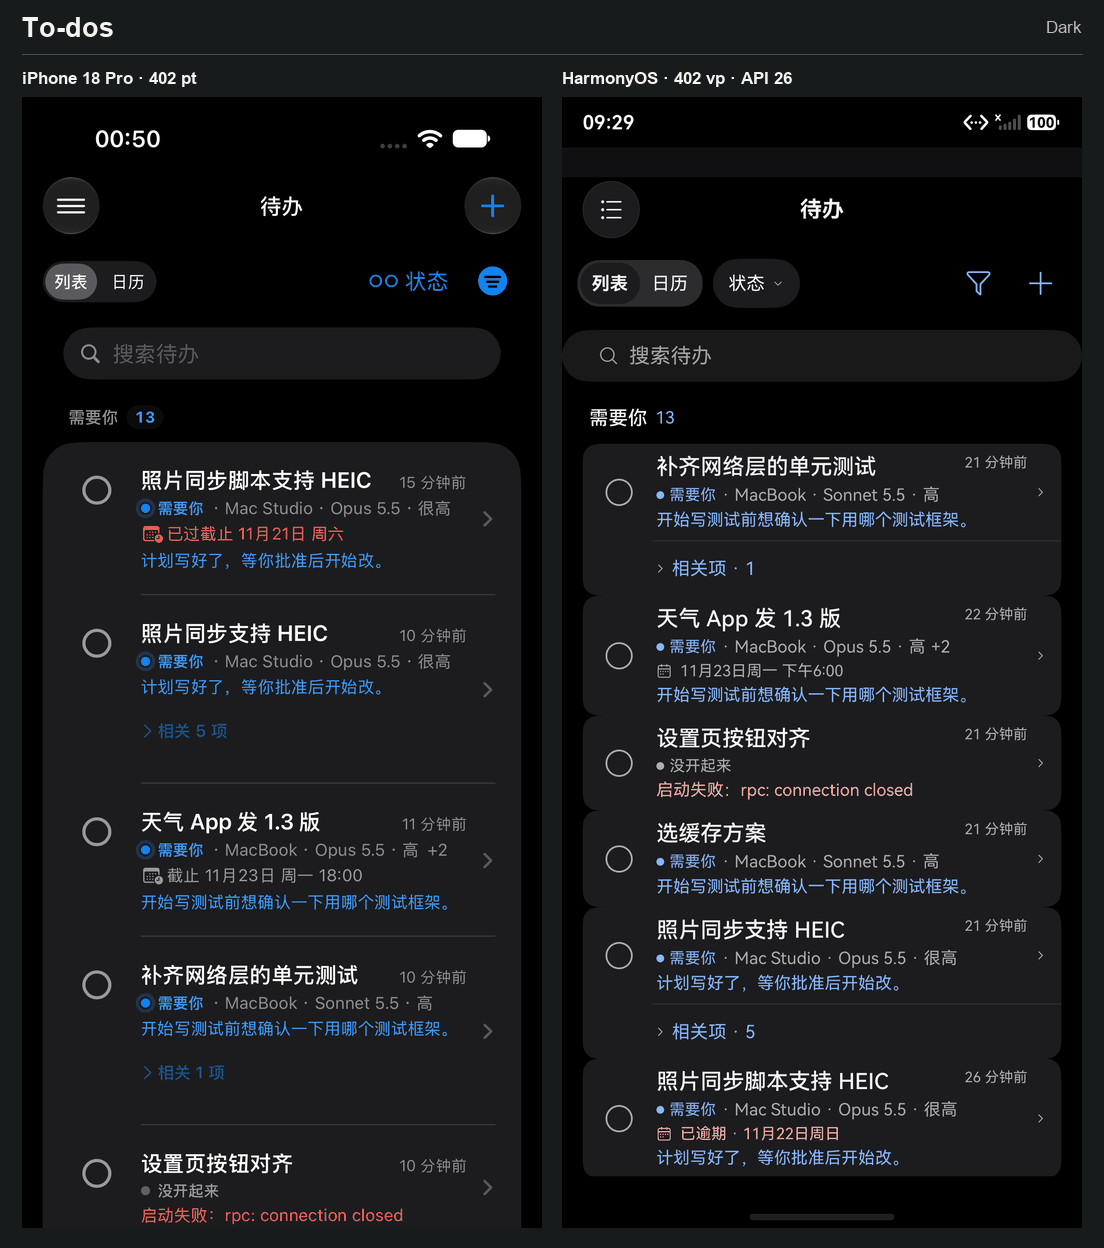 To-dos
Dark
iPhone 18 Pro · 402 pt
00:50
待办
列表 日历 状态
搜索待办
需要你 13
照片同步脚本支持 HEIC 15 分钟前
需要你 · Mac Studio · Opus 5.5 · 很高
已过截止 11月21日 周六
计划写好了，等你批准后开始改。
照片同步支持 HEIC 10 分钟前
需要你 · Mac Studio · Opus 5.5 · 很高
计划写好了，等你批准后开始改。
相关 5 项
天气 App 发 1.3 版 11 分钟前
需要你 · MacBook · Opus 5.5 · 高 +2
截止 11月23日 周一 18:00
开始写测试前想确认一下用哪个测试框架。
补齐网络层的单元测试 10 分钟前
需要你 · MacBook · Sonnet 5.5 · 高
开始写测试前想确认一下用哪个测试框架。
相关 1 项
设置页按钮对齐 10 分钟前
没开起来
启动失败：rpc: connection closed
HarmonyOS · 402 vp · API 26
09:29 100
待办
列表 日历 状态
搜索待办
需要你 13
补齐网络层的单元测试 21 分钟前
需要你 · MacBook · Sonnet 5.5 · 高
开始写测试前想确认一下用哪个测试框架。
相关项 · 1
天气 App 发 1.3 版 22 分钟前
需要你 · MacBook · Opus 5.5 · 高 +2
11月23日周一 下午6:00
开始写测试前想确认一下用哪个测试框架。
设置页按钮对齐 21 分钟前
没开起来
启动失败：rpc: connection closed
选缓存方案 21 分钟前
需要你 · MacBook · Sonnet 5.5 · 高
开始写测试前想确认一下用哪个测试框架。
照片同步支持 HEIC 21 分钟前
需要你 · Mac Studio · Opus 5.5 · 很高
计划写好了，等你批准后开始改。
相关项 · 5
照片同步脚本支持 HEIC 26 分钟前
需要你 · Mac Studio · Opus 5.5 · 很高
已逾期 · 11月22日周日
计划写好了，等你批准后开始改。